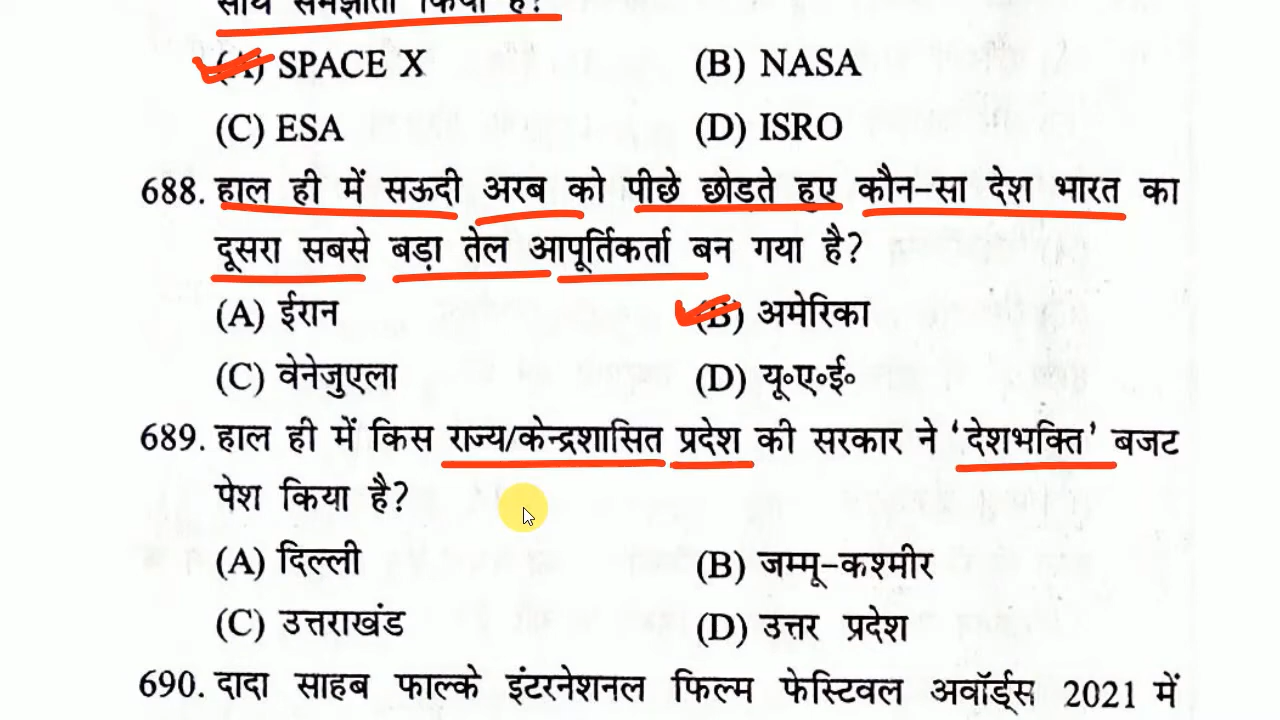 साथ समझौता किया है?
(A) SPACE X (B) NASA
(C) ESA (D) ISRO
688. हाल ही में सऊदी अरब को पीछे छोड़ते हुए कौन-सा देश भारत का
दूसरा सबसे बड़ा तेल आपूर्तिकर्ता बन गया है?
(A) ईरान (B) अमेरिका
(C) वेनेजुएला (D) यू॰ए॰ई॰
689. हाल ही में किस राज्य/केन्द्रशासित प्रदेश की सरकार ने ‘देशभक्ति’ बजट
पेश किया है?
(A) दिल्ली (B) जम्मू-कश्मीर
(C) उत्तराखंड (D) उत्तर प्रदेश
690. दादा साहब फाल्के इंटरनेशनल फिल्म फेस्टिवल अवॉर्ड्स 2021 में